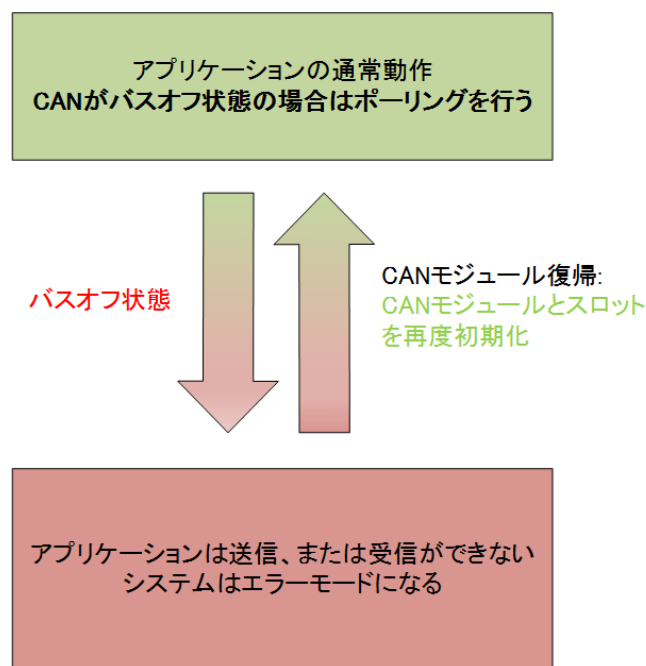 アプリケーションの通常動作
CANがバスオフ状態の場合はポーリングを行う
バスオフ状態
CANモジュール復帰:
CANモジュールとスロット
を再度初期化
アプリケーションは送信、または受信ができない
システムはエラーモードになる